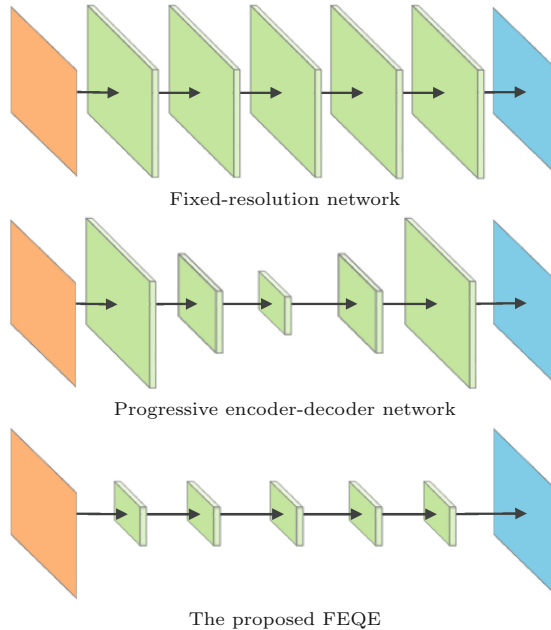 Fixed-resolution network
Progressive encoder-decoder network
The proposed FEQE